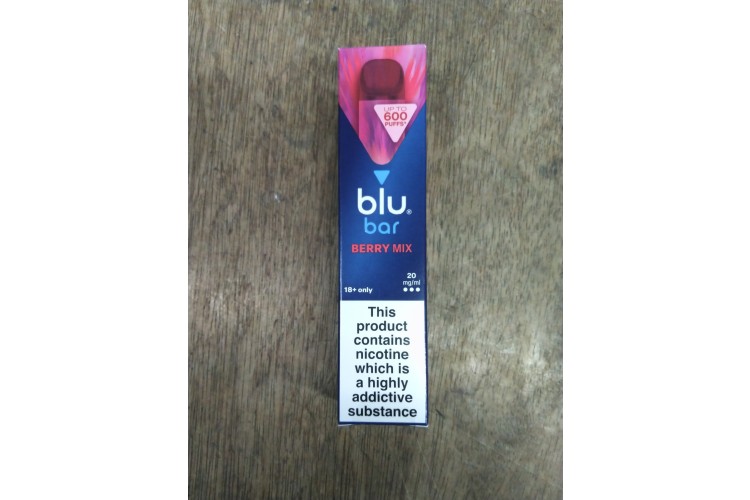 UP TO
600
PUFFS*
blu®
bar
BERRY MIX
20
mg/ml
18+ only
This
product
contains
nicotine
which is
a highly
addictive
substance